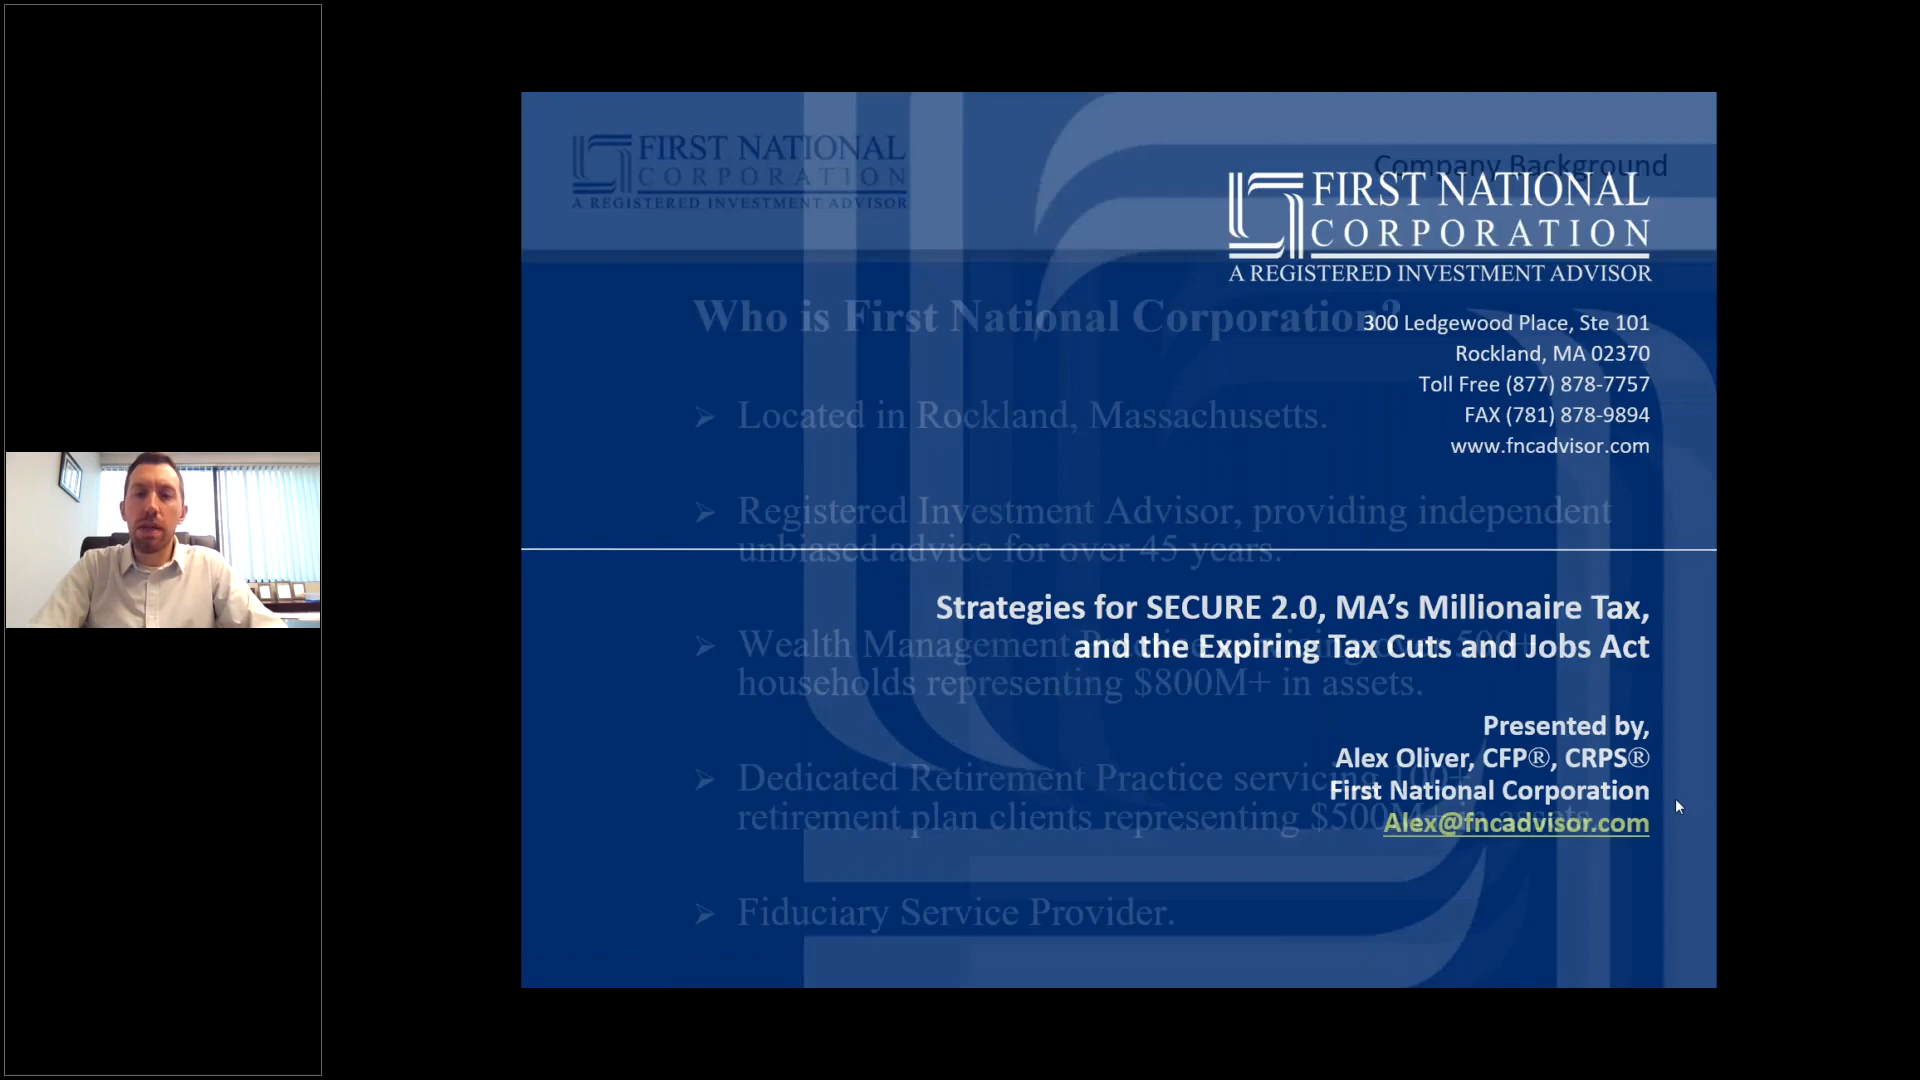 FIRST NATIONAL
CORPORATION
A REGISTERED INVESTMENT ADVISOR
Company Background
FIRST NATIONAL
CORPORATION
A REGISTERED INVESTMENT ADVISOR
300 Ledgewood Place, Ste 101
Rockland, MA 02370
Toll Free (877) 878-7757
FAX (781) 878-9894
www.fncadvisor.com
Strategies for SECURE 2.0, MA’s Millionaire Tax,
and the Expiring Tax Cuts and Jobs Act
Presented by,
Alex Oliver, CFP®, CRPS®
First National Corporation
Alex@fncadvisor.com
Who is First National Corporation?
➢ Located in Rockland, Massachusetts.
➢ Registered Investment Advisor, providing independent
unbiased advice for over 45 years.
➢ Wealth Management 500+
households representing $800M+ in assets.
➢ Dedicated Retirement Practice servicing 100+
retirement plan clients representing $500M+ in assets.
➢ Fiduciary Service Provider.